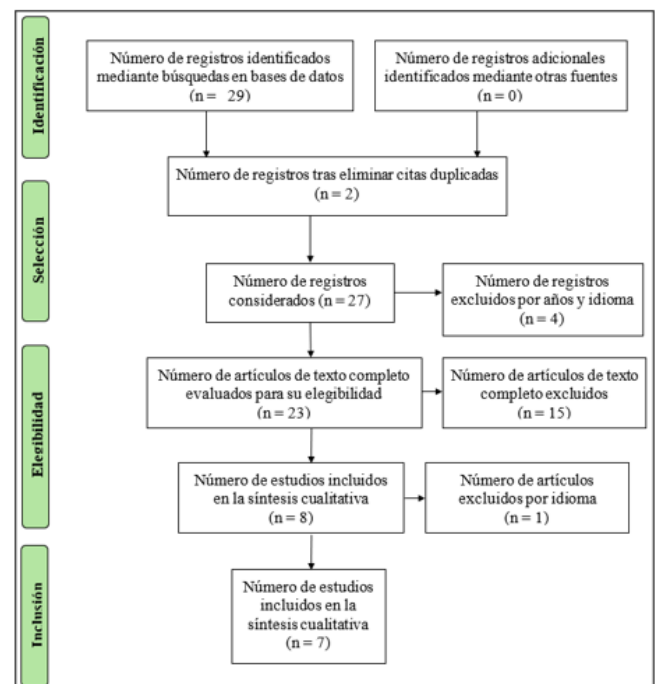 Identificación
Número de registros identificados
mediante búsquedas en bases de datos
(n = 29)
Número de registros adicionales
identificados mediante otras fuentes
(n = 0)
Número de registros tras eliminar citas duplicadas
(n = 2)
Selección
Número de registros
considerados (n = 27)
Número de registros
excluidos por años y idioma
(n = 4)
Elegibilidad
Número de artículos de texto completo
evaluados para su elegibilidad
(n = 23)
Número de artículos de texto
completo excluidos
(n = 15)
Número de estudios incluidos
en la síntesis cualitativa
(n = 8)
Número de artículos
excluidos por idioma
(n = 1)
Inclusión
Número de estudios
incluidos en la
síntesis cualitativa
(n = 7)